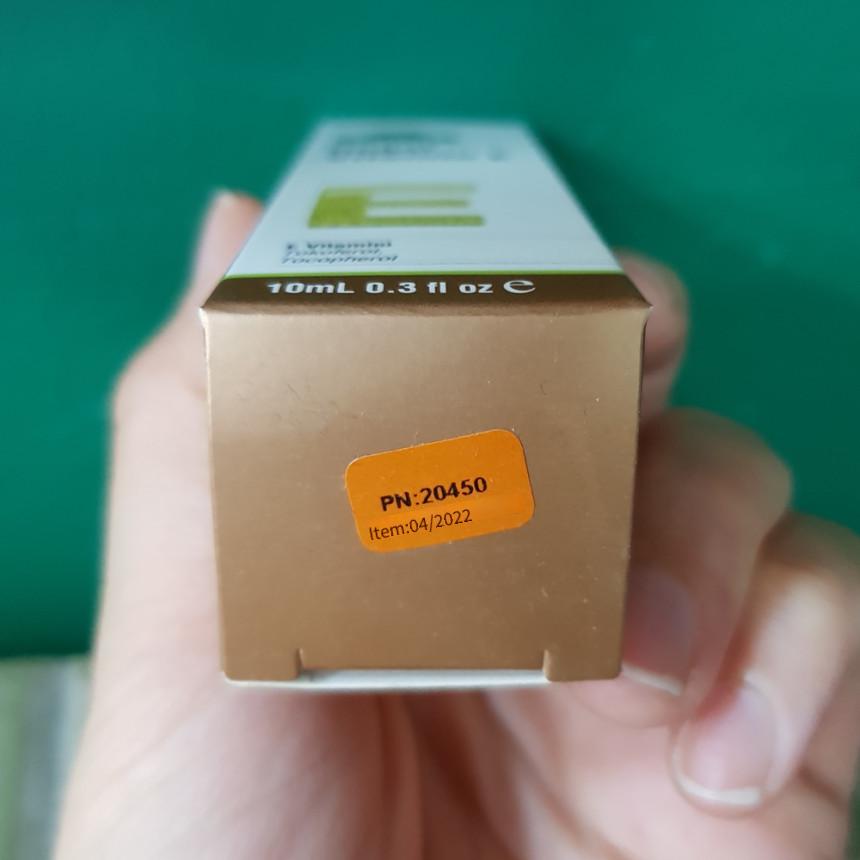 E
E Vitamini
Tokoferol,
Tocopherol
10mL 0.3 fl oz ℮
PN:20450
Item:04/2022